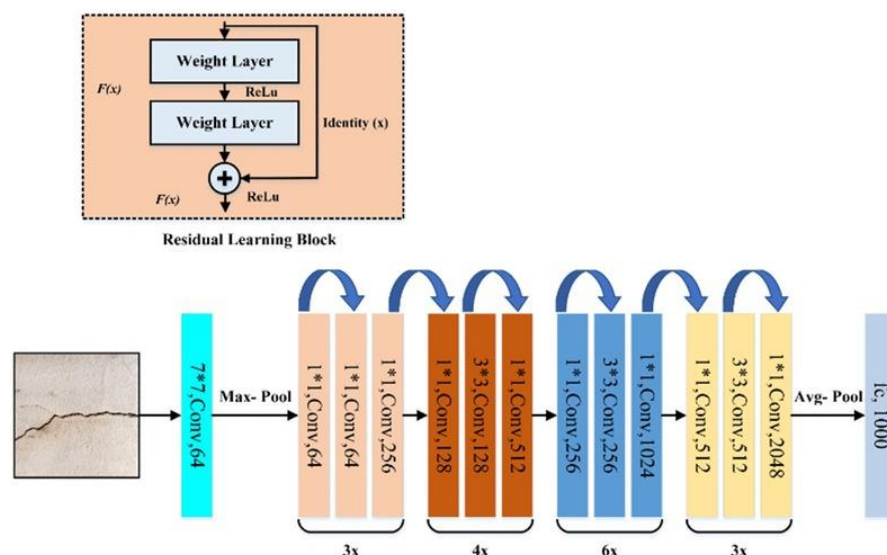 Weight Layer
F(x)
ReLu
Weight Layer
Identity (x)
F(x)
ReLu
Residual Learning Block
7*7,Conv,64
Max- Pool
1*1,Conv,64
1*1,Conv,64
1*1,Conv,256
1*1,Conv,128
3*3,Conv,128
1*1,Conv,512
1*1,Conv,256
3*3,Conv,256
1*1,Conv,1024
1*1,Conv,512
3*3,Conv,512
1*1,Conv,2048
Avg- Pool
fc, 1000
3x
4x
6x
3x